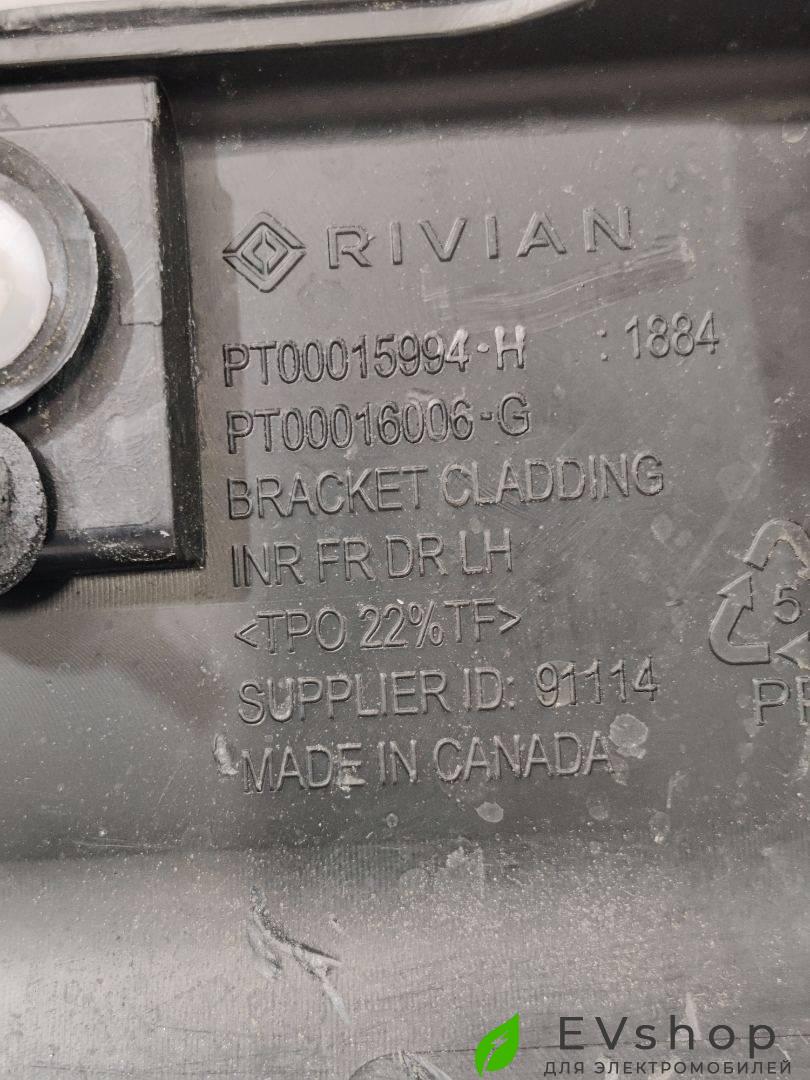 RIVIAN
PT00015994-H : 1884
PT00016006-G
BRACKET CLADDING
INR FR DR LH
<TPO 22%TF>
5
SUPPLIER ID: 91114
MADE IN CANADA
EVshop
ДЛЯ ЭЛЕКТРОМОБИЛЕЙ